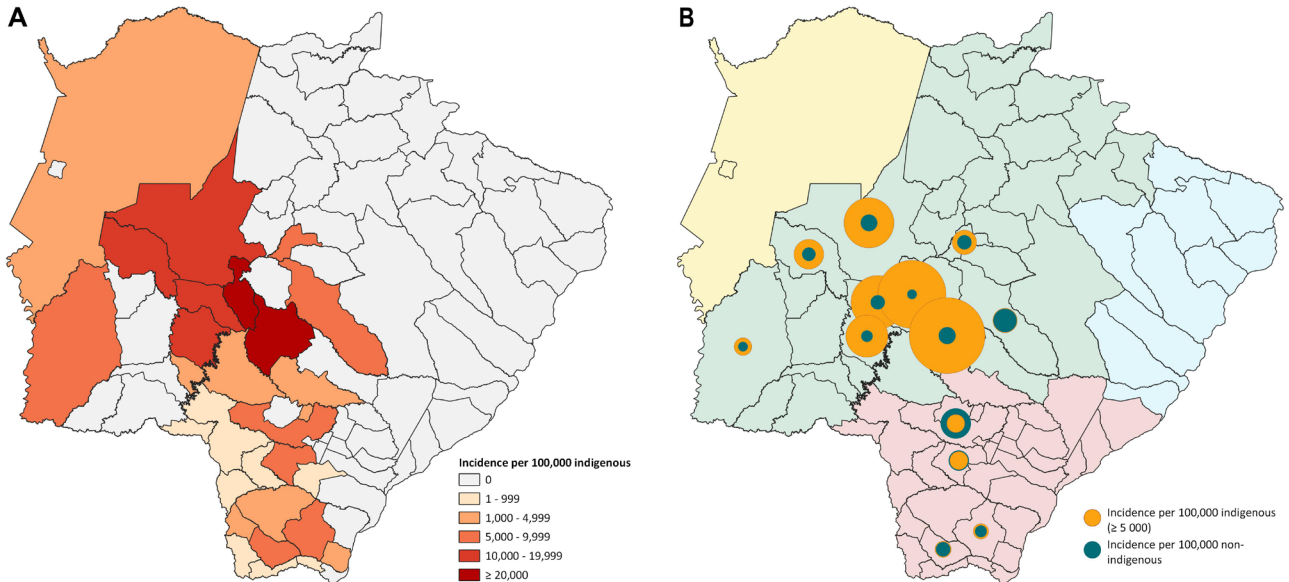 A
B
Incidence per 100,000 indigenous
0
1 - 999
1,000 - 4,999
5,000 - 9,999
10,000 - 19,999
≥ 20,000
Incidence per 100,000 indigenous
(≥ 5 000)
Incidence per 100,000 non-
indigenous